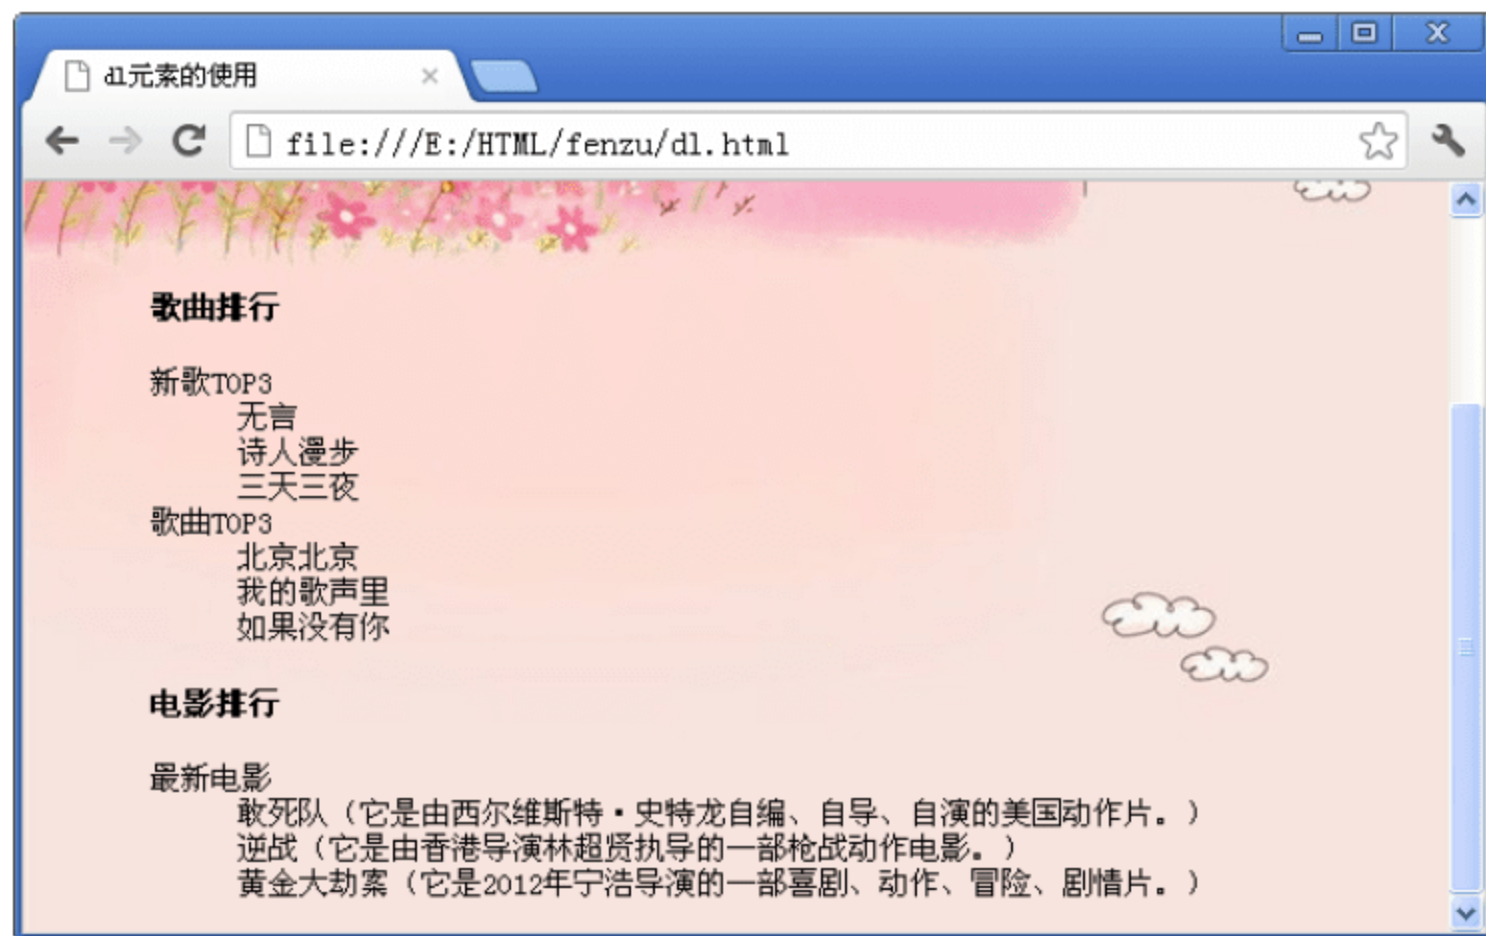 dl元素的使用
file:///E:/HTML/fenzu/dl.html
歌曲排行
新歌TOP3
无言
诗人漫步
三天三夜
歌曲TOP3
北京北京
我的歌声里
如果没有你
电影排行
最新电影
敢死队（它是由西尔维斯特·史特龙自编、自导、自演的美国动作片。）
逆战（它是由香港导演林超贤执导的一部枪战动作电影。）
黄金大劫案（它是2012年宁浩导演的一部喜剧、动作、冒险、剧情片。）